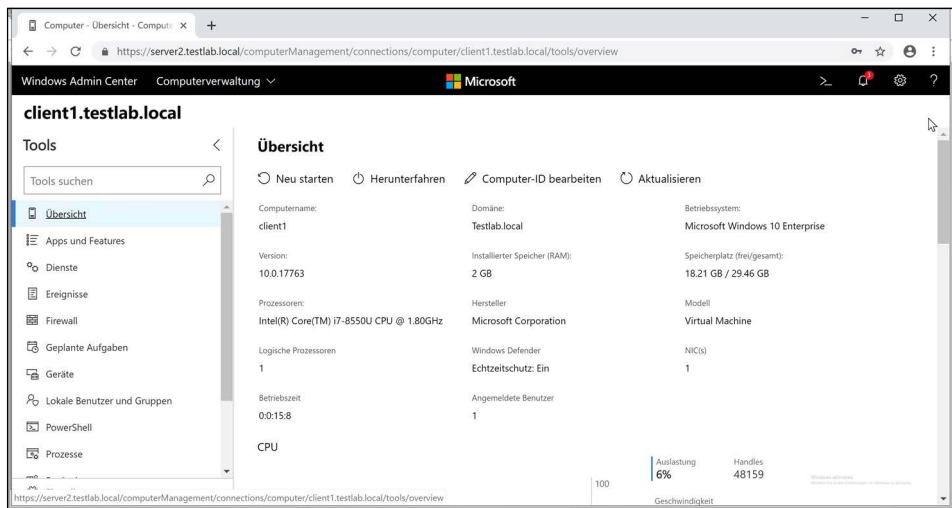 Computer - Übersicht - Compute
https://server2.testlab.local/computerManagement/connections/computer/client1.testlab.local/tools/overview
Windows Admin Center Computerverwaltung Microsoft 3 ?
client1.testlab.local
Tools
Tools suchen
Übersicht
Apps und Features
Dienste
Ereignisse
Firewall
Geplante Aufgaben
Geräte
Lokale Benutzer und Gruppen
PowerShell
Prozesse
Übersicht
Neu starten Herunterfahren Computer-ID bearbeiten Aktualisieren
Computername: Domäne: Betriebssystem:
client1 Testlab.local Microsoft Windows 10 Enterprise
Version: Installierter Speicher (RAM): Speicherplatz (frei/gesamt):
10.0.17763 2 GB 18.21 GB / 29.46 GB
Prozessoren: Hersteller Modell
Intel(R) Core(TM) i7-8550U CPU @ 1.80GHz Microsoft Corporation Virtual Machine
Logische Prozessoren Windows Defender NIC(s)
1 Echtzeitschutz: Ein 1
Betriebszeit Angemeldete Benutzer
0:0:15:8 1
CPU
Auslastung Handles
6% 48159
100
Geschwindigkeit
Windows aktivieren
https://server2.testlab.local/computerManagement/connections/computer/client1.testlab.local/tools/overview